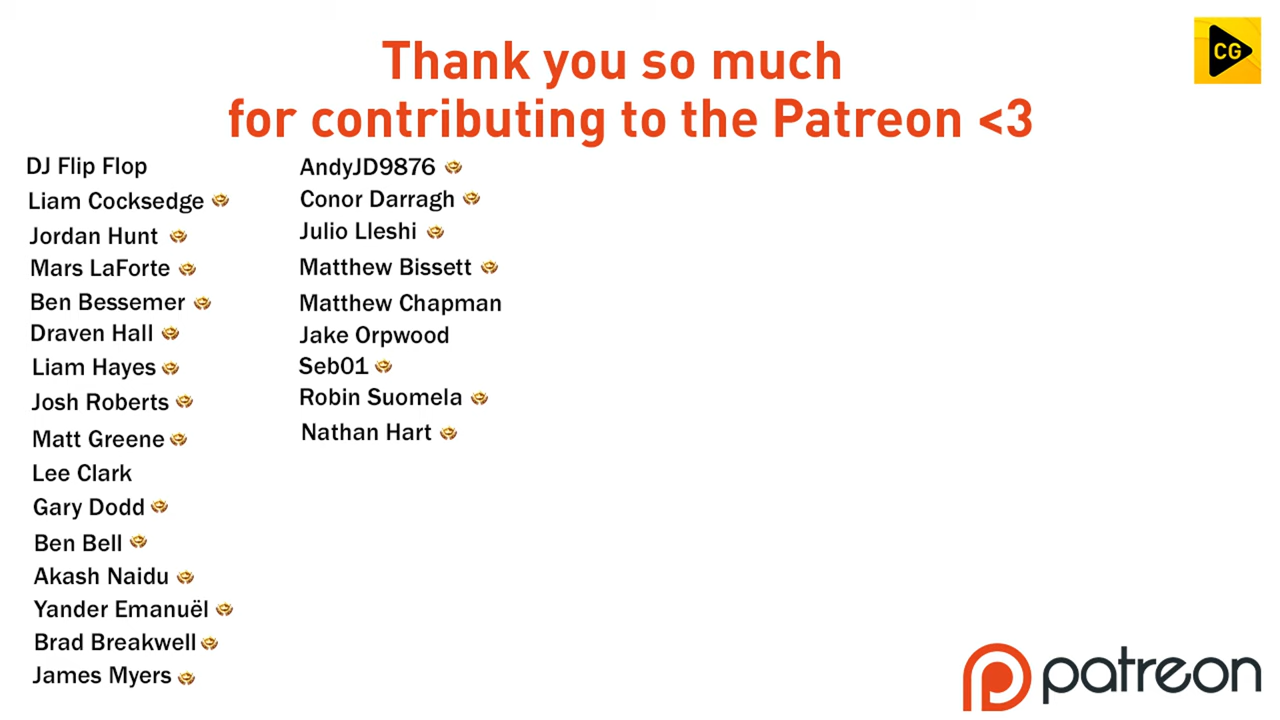 CG
Thank you so much
for contributing to the Patreon <3
DJ Flip Flop
Liam Cocksedge
Jordan Hunt
Mars LaForte
Ben Bessemer
Draven Hall
Liam Hayes
Josh Roberts
Matt Greene
Lee Clark
Gary Dodd
Ben Bell
Akash Naidu
Yander Emanuël
Brad Breakwell
James Myers
AndyJD9876
Conor Darragh
Julio Lleshi
Matthew Bissett
Matthew Chapman
Jake Orpwood
Seb01
Robin Suomela
Nathan Hart
patreon